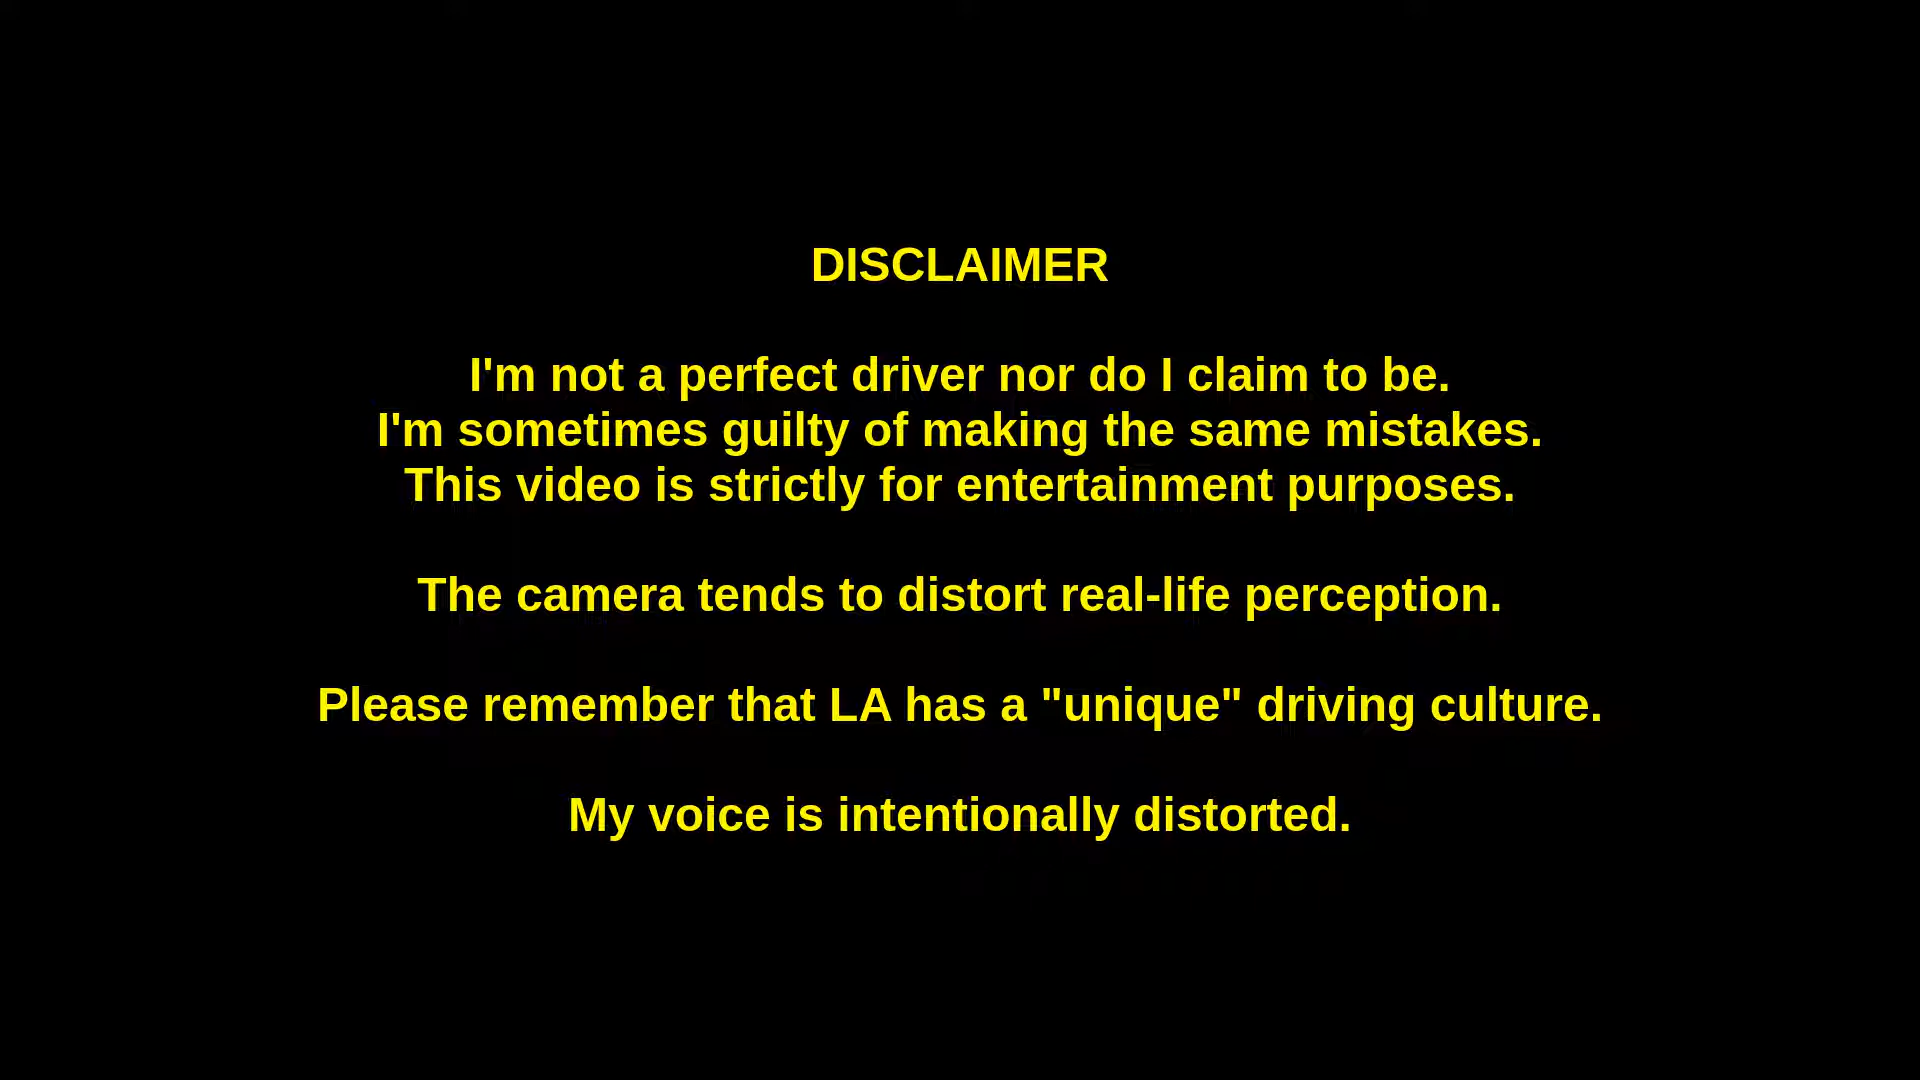 DISCLAIMER
I'm not a perfect driver nor do I claim to be.
I'm sometimes guilty of making the same mistakes.
This video is strictly for entertainment purposes.
The camera tends to distort real-life perception.
Please remember that LA has a "unique" driving culture.
My voice is intentionally distorted.